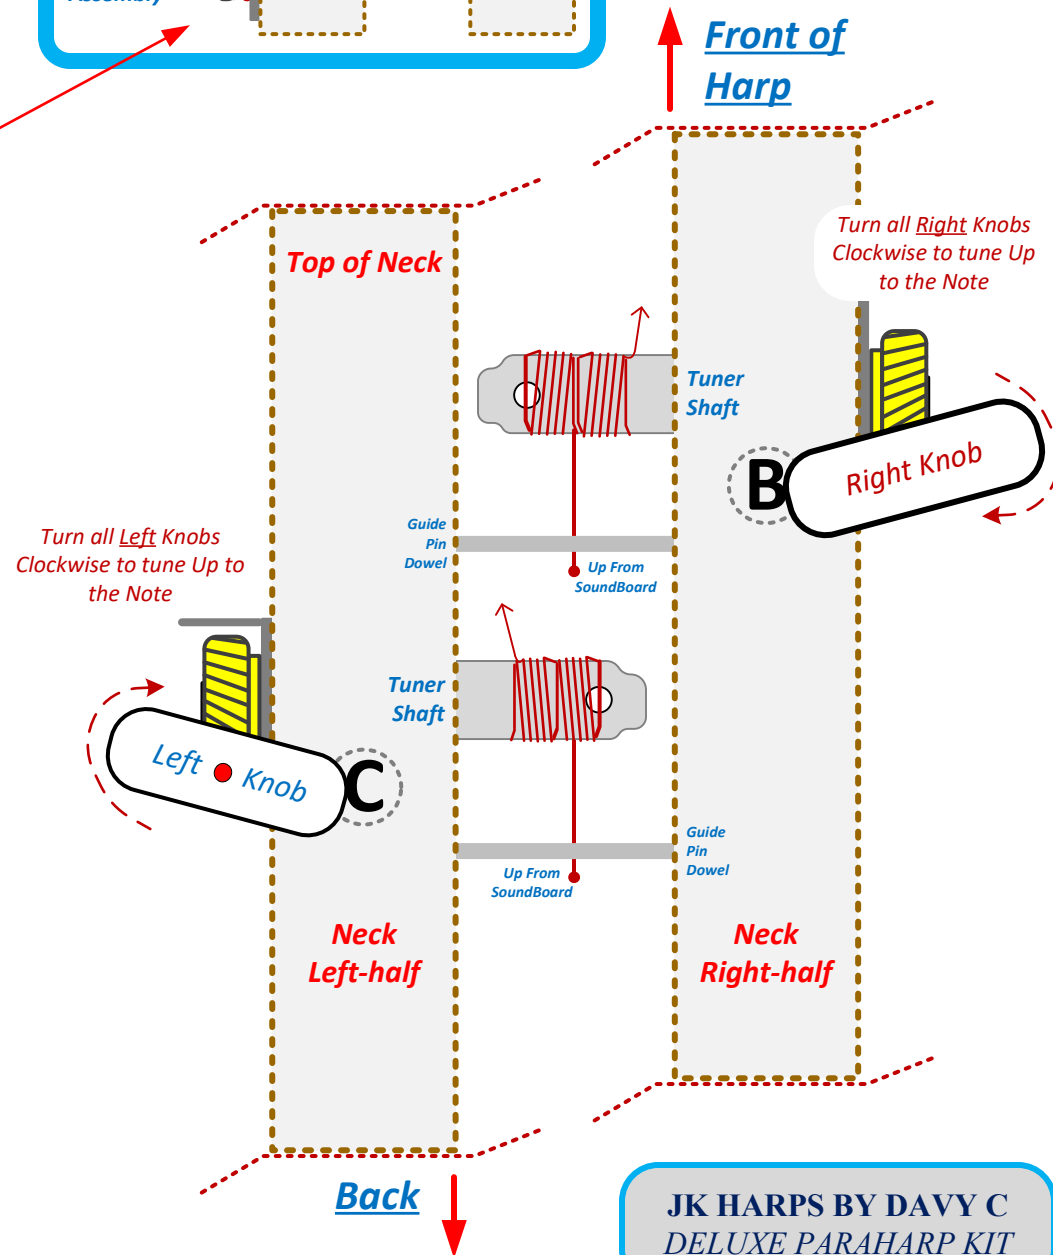 Assembly
Front of
Harp
Turn all Right Knobs
Clockwise to tune Up
to the Note
Top of Neck
Tuner
Shaft
B
Right Knob
Guide
Pin
Dowel
Up From
SoundBoard
Turn all Left Knobs
Clockwise to tune Up to
the Note
Tuner
Shaft
Left Knob
C
Guide
Pin
Dowel
Up From
SoundBoard
Neck
Left-half
Neck
Right-half
Back
JK HARPS BY DAVY C
DELUXE PARAHARP KIT